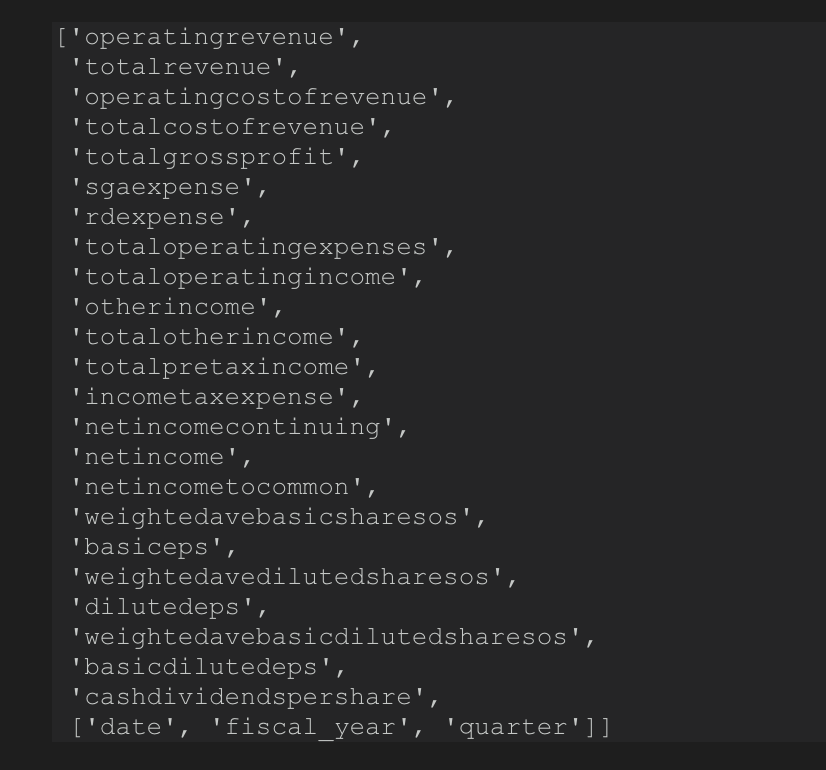 ['operatingrevenue',
'totalrevenue',
'operatingcostofrevenue',
'totalcostofrevenue',
'totalgrossprofit',
'sgaexpense',
'rdexpense',
'totaloperatingexpenses',
'totaloperatingincome',
'otherincome',
'totalotherincome',
'totalpretaxincome',
'incometaxexpense',
'netincomecontinuing',
'netincome',
'netincometocommon',
'weightedavebasicsharesos',
'basiceps',
'weightedavedilutedsharesos',
'dilutedeps',
'weightedavebasicdilutedsharesos',
'basicdilutedeps',
'cashdividendspershare',
['date', 'fiscal_year', 'quarter']]